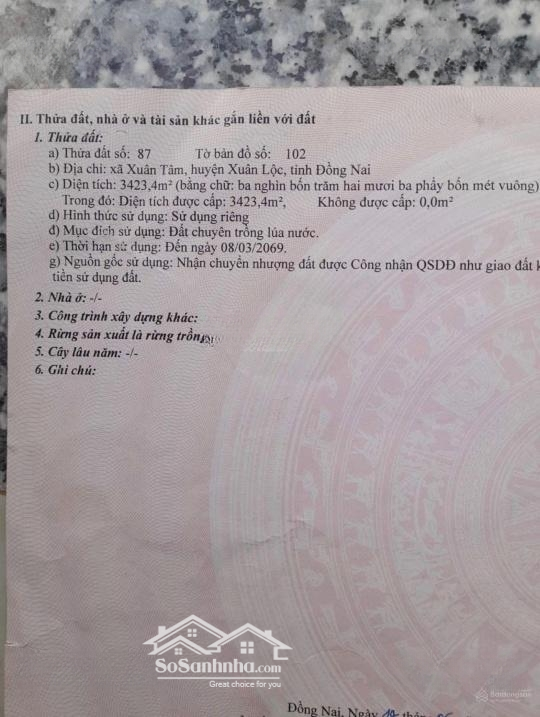 II. Thửa đất, nhà ở và tài sản khác gắn liền với đất
1. Thửa đất:
a) Thửa đất số: 87 Tờ bản đồ số: 102
b) Địa chỉ: xã Xuân Tâm, huyện Xuân Lộc, tỉnh Đồng Nai
c) Diện tích: 3423,4m² (bằng chữ: ba nghìn bốn trăm hai mươi ba phẩy bốn mét vuông)
Trong đó: Diện tích được cấp: 3423,4m², Không được cấp: 0,0m²
d) Hình thức sử dụng: Sử dụng riêng
đ) Mục đích sử dụng: Đất chuyên trồng lúa nước.
e) Thời hạn sử dụng: Đến ngày 08/03/2069.
g) Nguồn gốc sử dụng: Nhận chuyển nhượng đất được Công nhận QSDĐ như giao đất k
tiền sử dụng đất.
2. Nhà ở: -/-
3. Công trình xây dựng khác:
4. Rừng sản xuất là rừng trồng
5. Cây lâu năm: -/-
6. Ghi chú:
SoSanhnha.com
Great choice for you
Batdongsan
Đồng Nai, Ngày